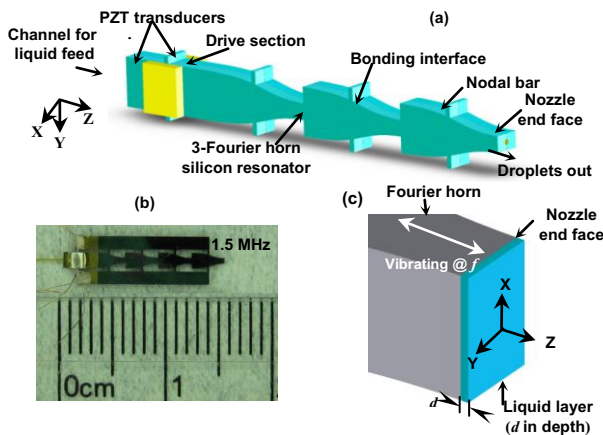 PZT transducers
(a)
Channel for
liquid feed
Drive section
Bonding interface
Nodal bar
Nozzle
end face
X
Y
Z
3-Fourier horn
silicon resonator
Droplets out
(b)
1.5 MHz
0cm
1
(c)
Fourier horn
Nozzle
end face
Vibrating @ f
X
Y
Z
d
Liquid layer
(d in depth)